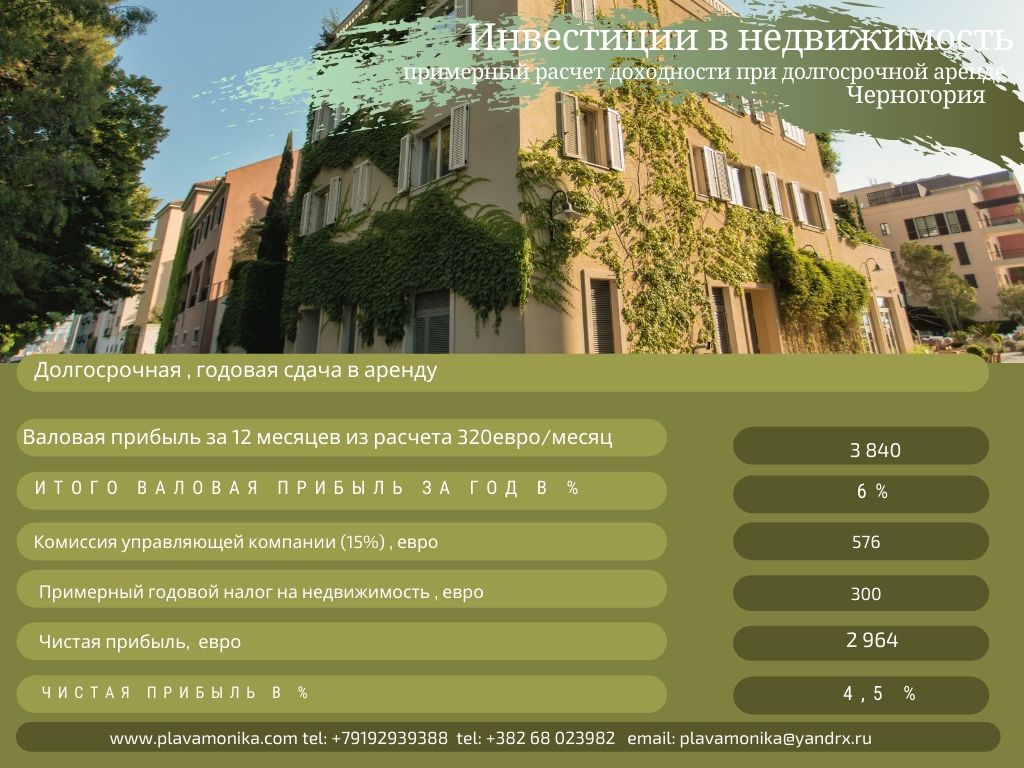 Инвестиции в недвижимость
примерный расчет доходности при долгосрочной аренде
Черногория
Долгосрочная , годовая сдача в аренду
Валовая прибыль за 12 месяцев из расчета 320евро/месяц
3 840
ИТОГО ВАЛОВАЯ ПРИБЫЛЬ ЗА ГОД В %
6 %
Комиссия управляющей компании (15%) , евро
576
Примерный годовой налог на недвижимость , евро
300
Чистая прибыль, евро
2 964
ЧИСТАЯ ПРИБЫЛЬ В %
4,5 %
www.plavamonika.com tel: +79192939388 tel: +382 68 023982 email: plavamonika@yandrx.ru